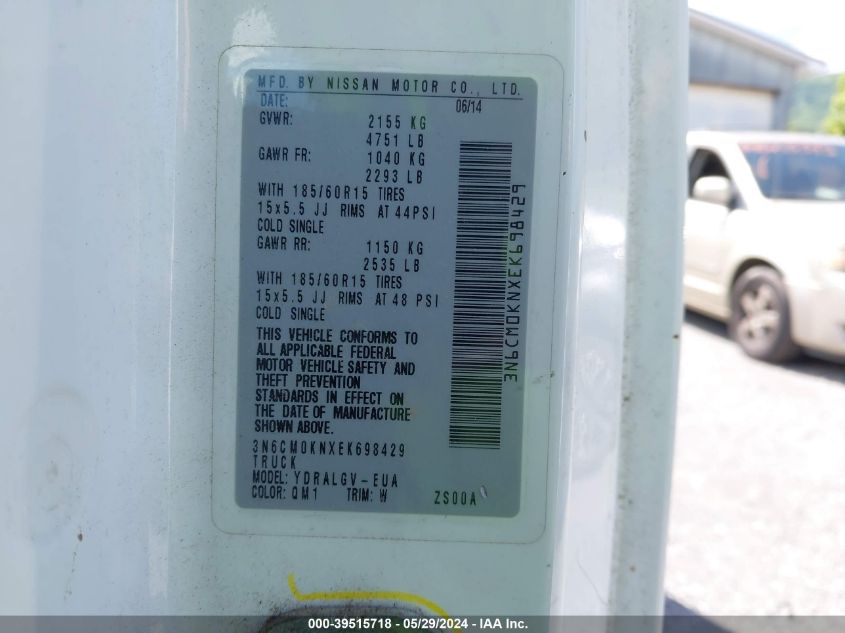 MFD. BY NISSAN MOTOR CO., LTD.
DATE: 06/14
GVWR: 2155 KG
4751 LB
GAWR FR: 1040 KG
2293 LB
WITH 185/60R15 TIRES
15x5.5 JJ RIMS AT 44PSI
COLD SINGLE
GAWR RR: 1150 KG
2535 LB
WITH 185/60R15 TIRES
15x5.5 JJ RIMS AT 48 PSI
COLD SINGLE
THIS VEHICLE CONFORMS TO
ALL APPLICABLE FEDERAL
MOTOR VEHICLE SAFETY AND
THEFT PREVENTION
STANDARDS IN EFFECT ON
THE DATE OF MANUFACTURE
SHOWN ABOVE.
3N6CM0KNXEK698429
TRUCK
MODEL: YDRALGV-EUA
COLOR: QM1 TRIM: W ZS00A
3N6CM0KNXEK698429
000-39515718 - 05/29/2024 - IAA Inc.